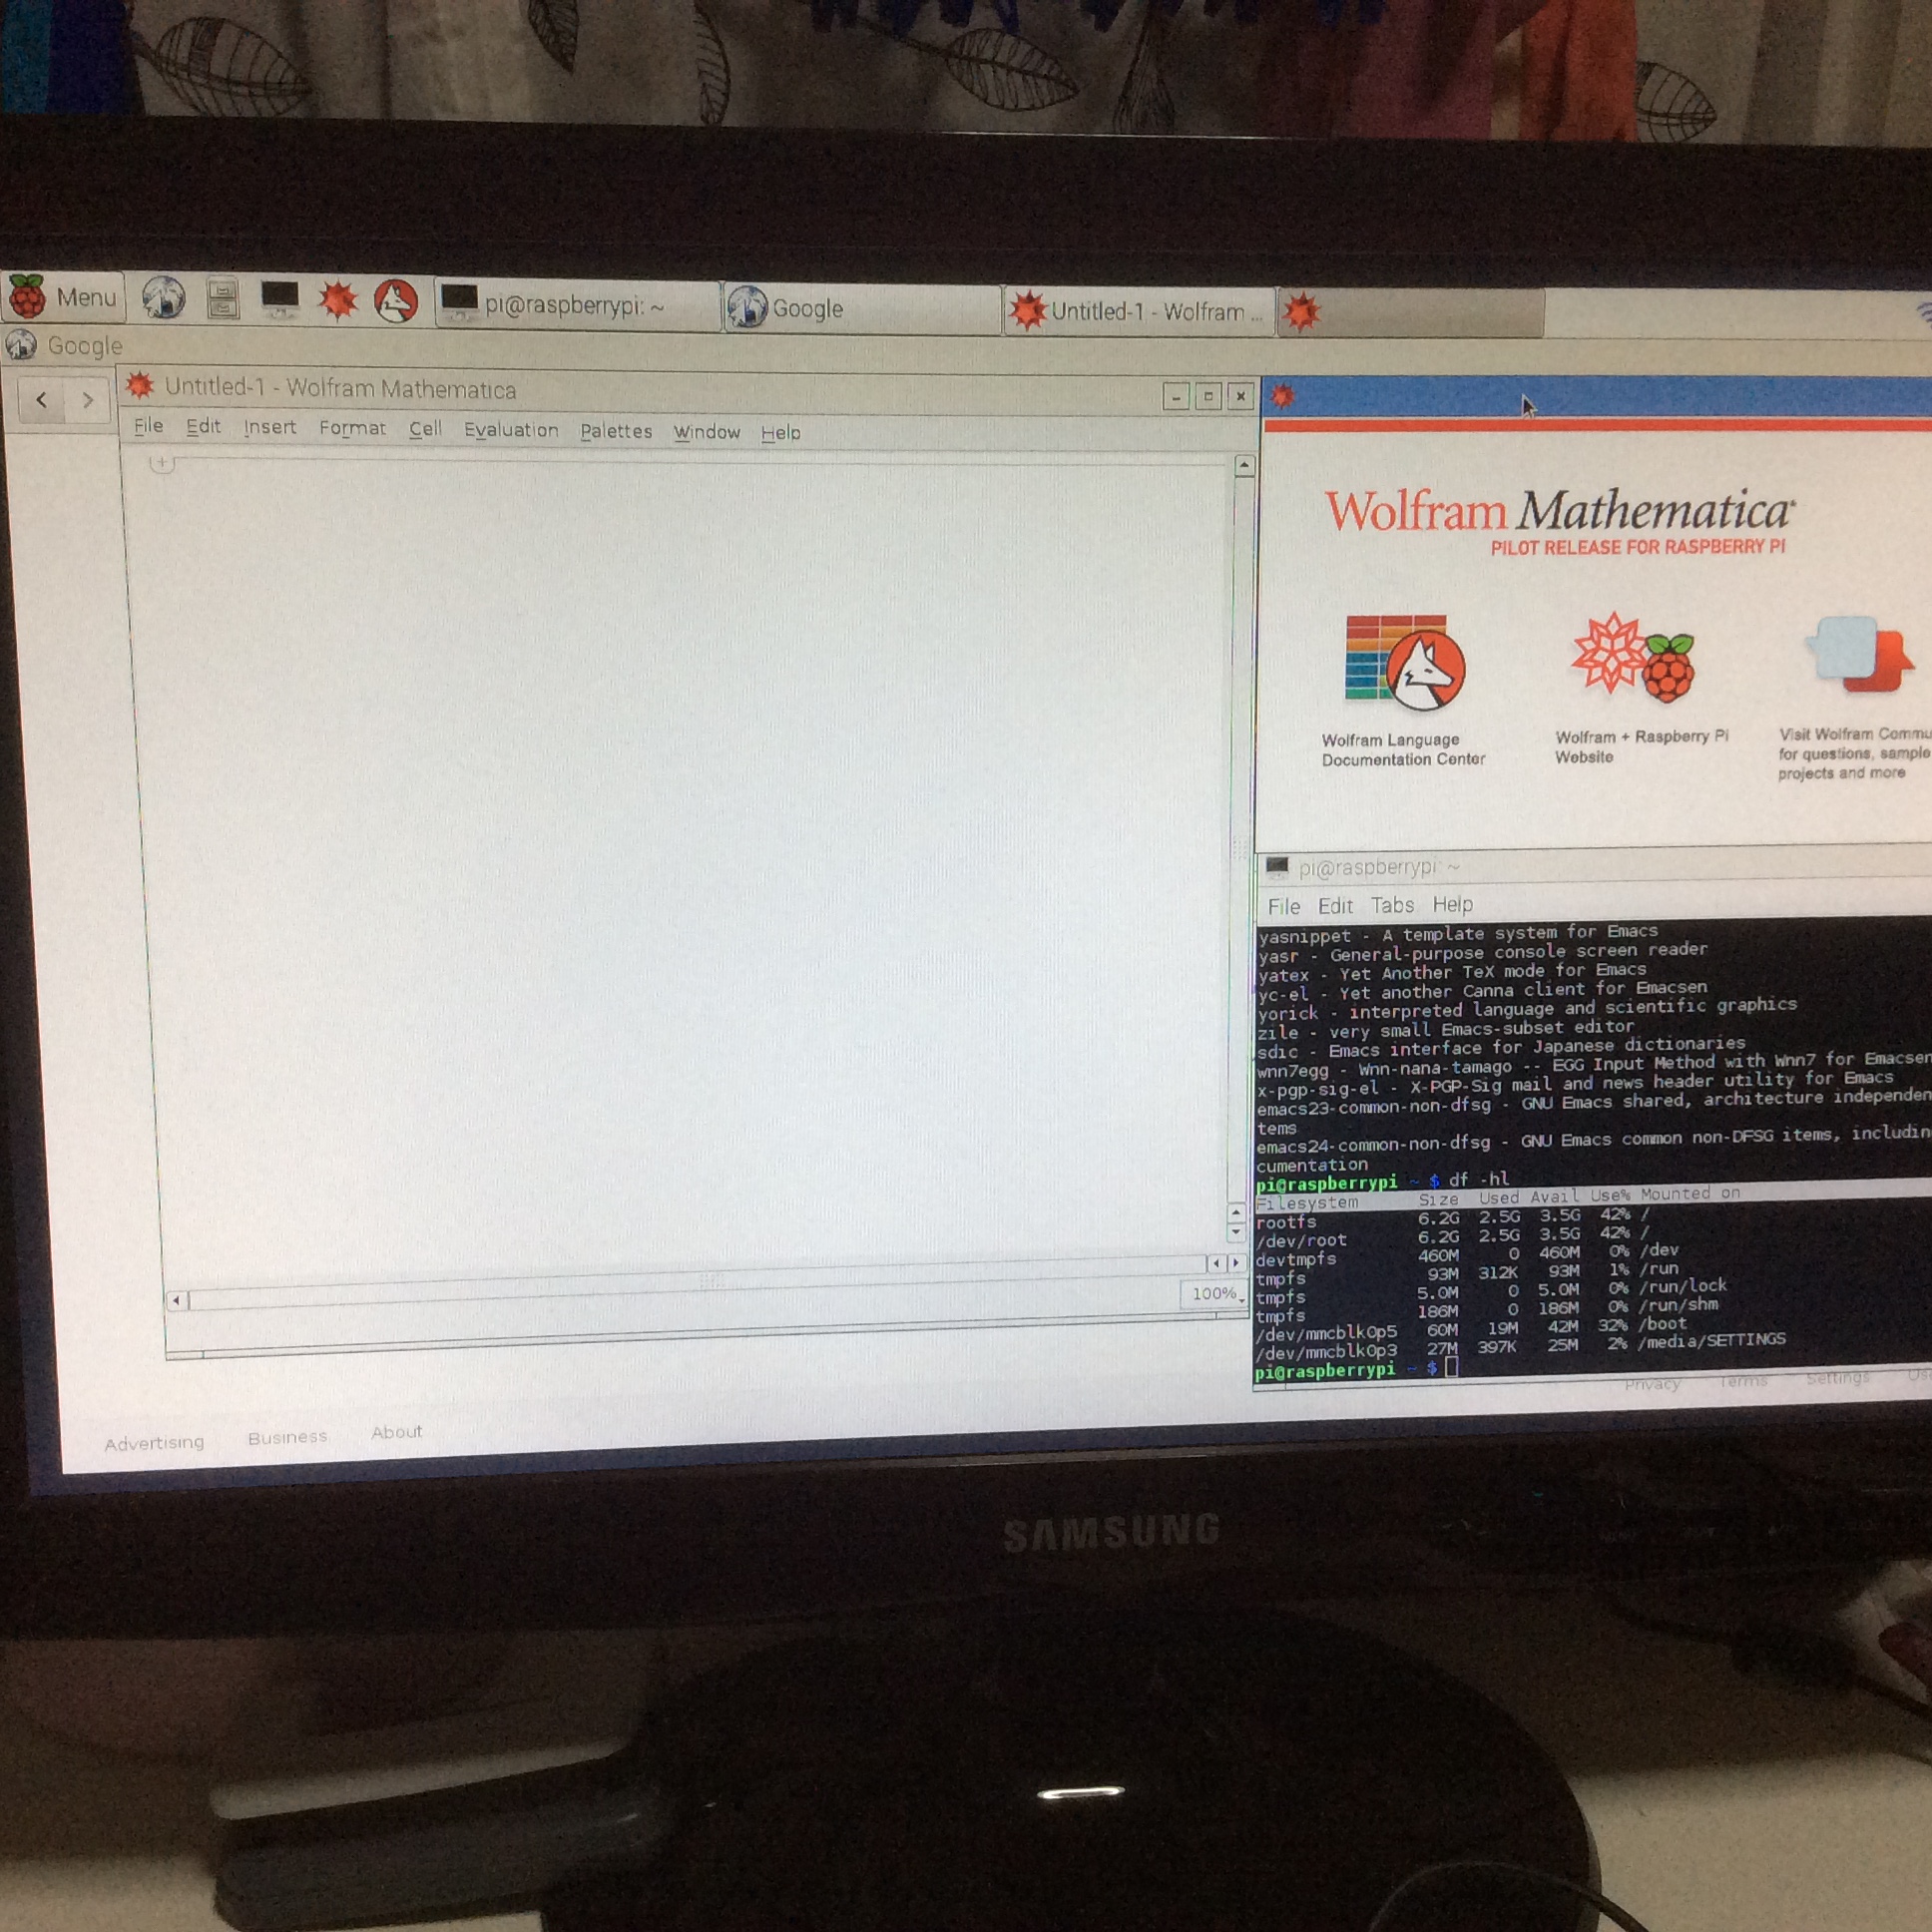 Menu
pi@raspberrypi: ~
Google
Untitled-1 - Wolfram ...
Google
Untitled-1 - Wolfram Mathematica
File Edit Insert Format Cell Evaluation Palettes Window Help
100%
Wolfram Mathematica
PILOT RELEASE FOR RASPBERRY PI
Wolfram Language
Documentation Center
Wolfram + Raspberry Pi
Website
Visit Wolfram Commu
for questions, sample
projects and more
pi@raspberrypi: ~
File Edit Tabs Help
yasnippet - A template system for Emacs
yasr - General-purpose console screen reader
yatex - Yet Another TeX mode for Emacs
yc-el - Yet another Canna client for Emacsen
yorick - interpreted language and scientific graphics
zile - very small Emacs-subset editor
sdic - Emacs interface for Japanese dictionaries
wnn7egg - Wnn-nana-tamago -- EGG Input Method with Wnn7 for Emacsen
x-pgp-sig-el - X-PGP-Sig mail and news header utility for Emacs
emacs23-common-non-dfsg - GNU Emacs shared, architecture independen
tems
emacs24-common-non-dfsg - GNU Emacs common non-DFSG items, includin
cumentation
pi@raspberrypi ~ $ df -hl
Filesystem Size Used Avail Use% Mounted on
rootfs 6.2G 2.5G 3.5G 42% /
/dev/root 6.2G 2.5G 3.5G 42% /
devtmpfs 460M 0 460M 0% /dev
tmpfs 93M 312K 93M 1% /run
tmpfs 5.0M 0 5.0M 0% /run/lock
tmpfs 186M 0 186M 0% /run/shm
/dev/mmcblk0p5 60M 19M 42M 32% /boot
/dev/mmcblk0p3 27M 397K 25M 2% /media/SETTINGS
pi@raspberrypi ~ $
Privacy Terms Settings Us
Advertising Business About
SAMSUNG